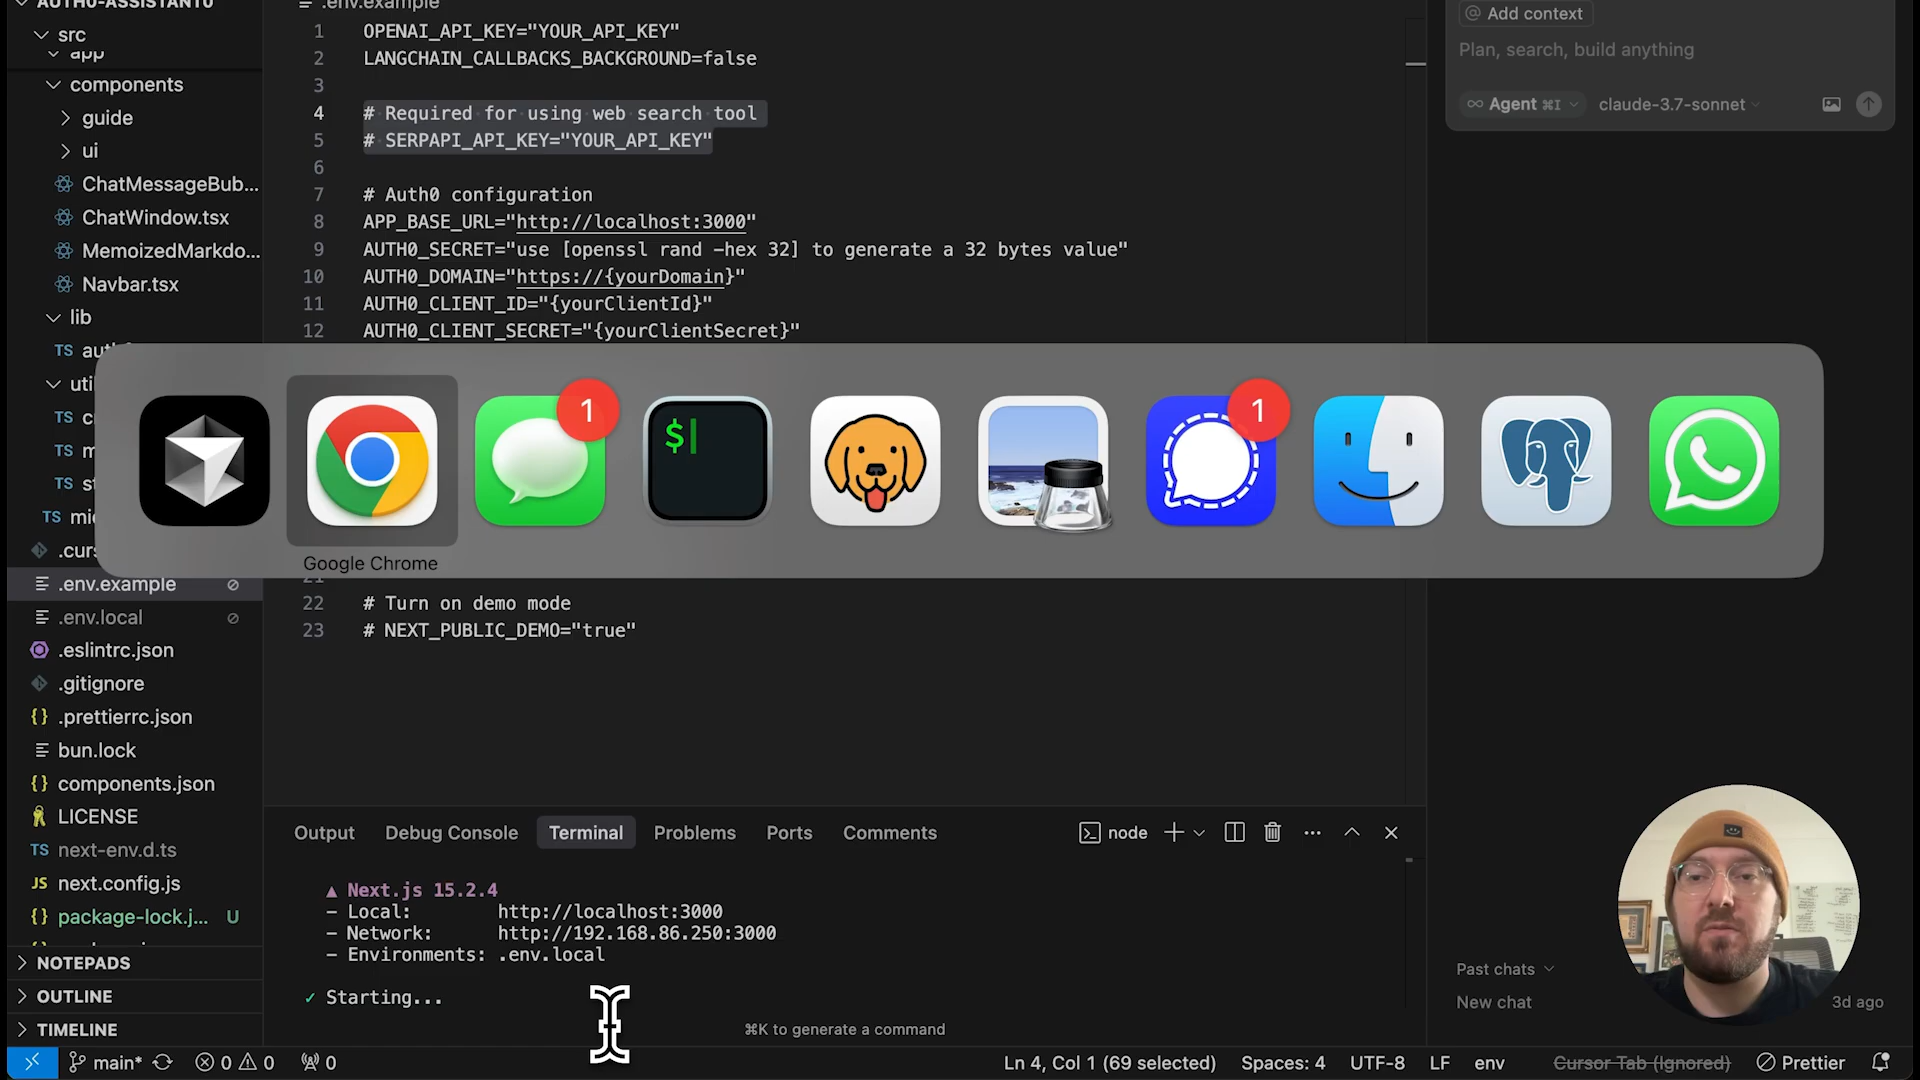 AUTH0-ASSISTANT0
src
app
components
guide
ui
ChatMessageBub...
ChatWindow.tsx
MemoizedMarkdo...
Navbar.tsx
lib
TS
TS
TS
TS
TS
.env.example
.env.local
.eslintrc.json
.gitignore
.prettierrc.json
bun.lock
components.json
LICENSE
TS next-env.d.ts
JS next.config.js
package-lock.j... U
NOTEPADS
OUTLINE
TIMELINE
.env.example
1 OPENAI_API_KEY="YOUR_API_KEY"
2 LANGCHAIN_CALLBACKS_BACKGROUND=false
3
4 # Required for using web search tool
5 # SERPAPI_API_KEY="YOUR_API_KEY"
6
7 # Auth0 configuration
8 APP_BASE_URL="http://localhost:3000"
9 AUTH0_SECRET="use [openssl rand -hex 32] to generate a 32 bytes value"
10 AUTH0_DOMAIN="https://{yourDomain}"
11 AUTH0_CLIENT_ID="{yourClientId}"
12 AUTH0_CLIENT_SECRET="{yourClientSecret}"
22 # Turn on demo mode
23 # NEXT_PUBLIC_DEMO="true"
1
$
1
Google Chrome
Output Debug Console Terminal Problems Ports Comments
node
▲ Next.js 15.2.4
- Local: http://localhost:3000
- Network: http://192.168.86.250:3000
- Environments: .env.local
✓ Starting...
⌘K to generate a command
@ Add context
Plan, search, build anything
∞ Agent ⌘I claude-3.7-sonnet
Past chats
New chat 3d ago
main* 0 0 0
Ln 4, Col 1 (69 selected) Spaces: 4 UTF-8 LF env Cursor Tab (Ignored) Prettier